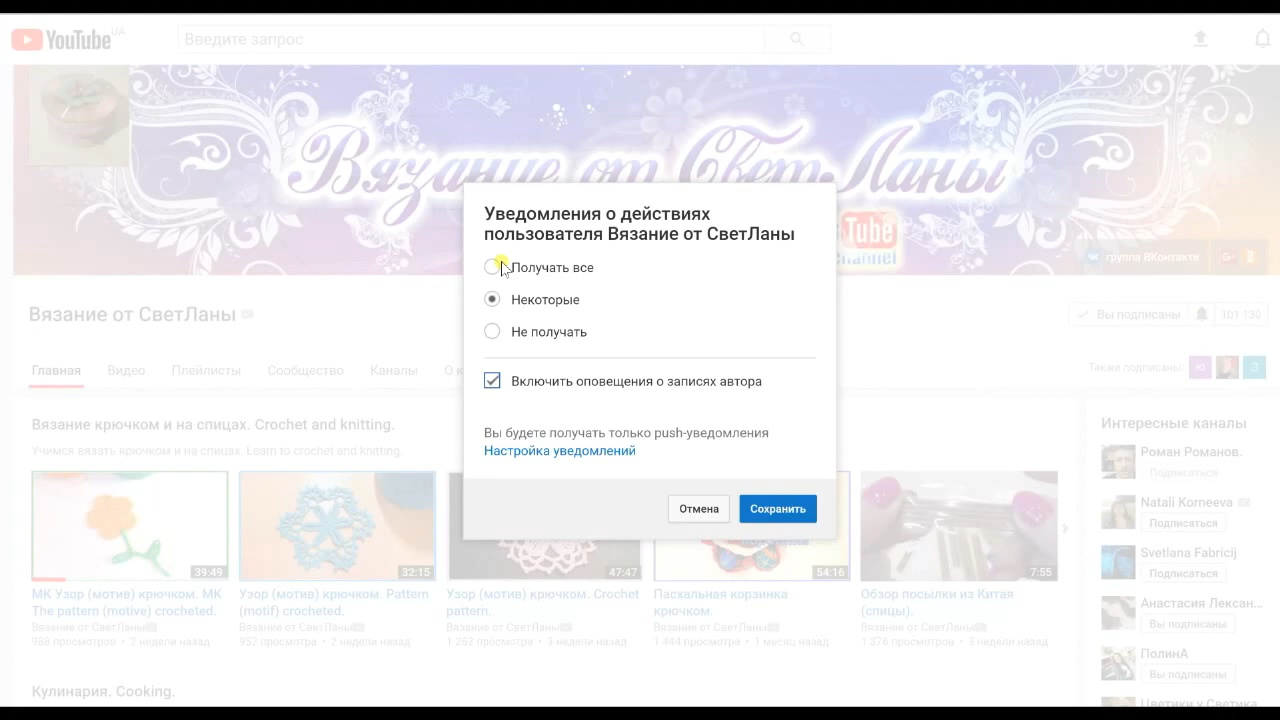 YouTube UA
Введите запрос
Вязание от СветЛаны
Tube
Channel
группа ВКонтакте
G+
Уведомления о действиях
пользователя Вязание от СветЛаны
Получать все
Некоторые
Не получать
Включить оповещения о записях автора
Вы будете получать только push-уведомления
Настройка уведомлений
Отмена
Сохранить
Вязание от СветЛаны
Вы подписаны
101 130
Главная
Видео
Плейлисты
Сообщество
Каналы
Также подписаны:
Вязание крючком и на спицах. Crochet and knitting.
Учимся вязать крючком и на спицах. Learn to crochet and knitting.
39:49
32:15
47:47
54:16
7:55
МК Узор (мотив) крючком. МК
The pattern (motive) crocheted.
Вязание от СветЛаны
988 просмотров • 2 недели назад
Узор (мотив) крючком. Pattern
(motif) crocheted.
Вязание от СветЛаны
952 просмотра • 2 недели назад
Узор (мотив) крючком. Crochet
pattern.
Вязание от СветЛаны
1 252 просмотра • 3 недели назад
Пасхальная корзинка
крючком.
Вязание от СветЛаны
1 444 просмотра • 1 месяц назад
Обзор посылки из Китая
(спицы).
Вязание от СветЛаны
1 376 просмотров • 3 недели назад
Кулинария. Cooking.
Интересные каналы
Роман Романов.
Подписаться
Natali Korneeva
Подписаться
Svetlana Fabricij
Подписаться
Анастасия Лексан...
Вы подписаны
ПолинА
Вы подписаны
Цветики у Светика